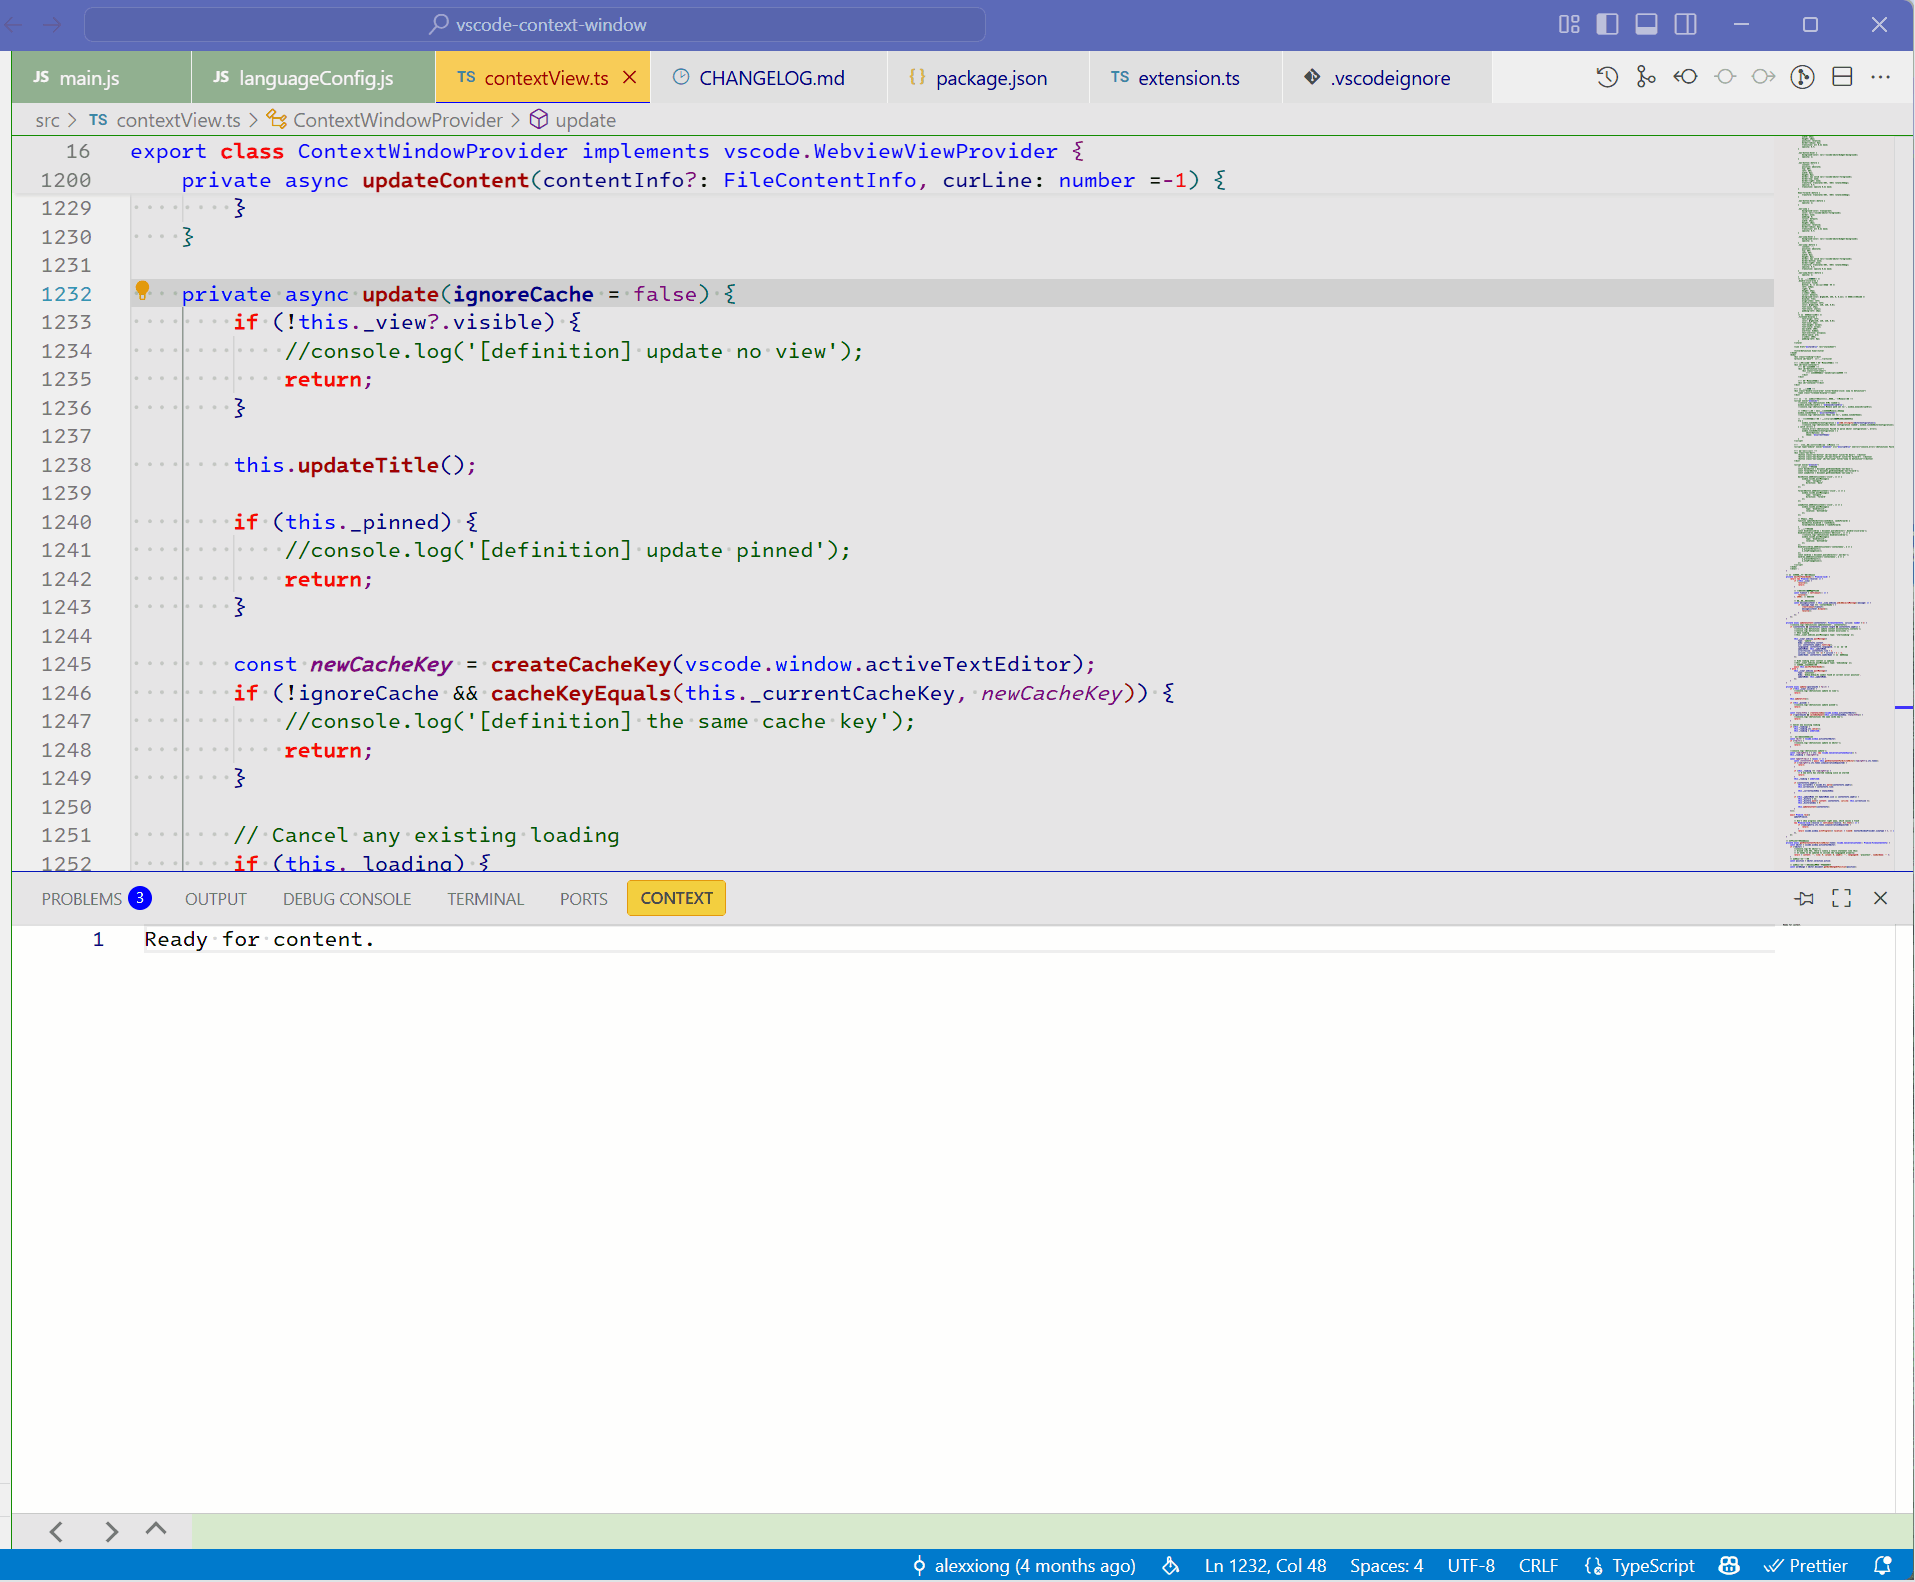 vscode-context-window
JS main.js
JS languageConfig.js
TS contextView.ts
CHANGELOG.md
{} package.json
TS extension.ts
.vscodeignore
src > TS contextView.ts > ContextWindowProvider > update
16 export class ContextWindowProvider implements vscode.WebviewViewProvider {
1200 private async updateContent(contentInfo?: FileContentInfo, curLine: number =-1) {
1229 }
1230 }
1231
1232 private async update(ignoreCache = false) {
1233 if (!this._view?.visible) {
1234 //console.log('[definition] update no view');
1235 return;
1236 }
1237
1238 this.updateTitle();
1239
1240 if (this._pinned) {
1241 //console.log('[definition] update pinned');
1242 return;
1243 }
1244
1245 const newCacheKey = createCacheKey(vscode.window.activeTextEditor);
1246 if (!ignoreCache && cacheKeyEquals(this._currentCacheKey, newCacheKey)) {
1247 //console.log('[definition] the same cache key');
1248 return;
1249 }
1250
1251 // Cancel any existing loading
1252 if (this._loading) {
PROBLEMS 3 OUTPUT DEBUG CONSOLE TERMINAL PORTS CONTEXT
1 Ready for content.
alexxiong (4 months ago) Ln 1232, Col 48 Spaces: 4 UTF-8 CRLF TypeScript Prettier